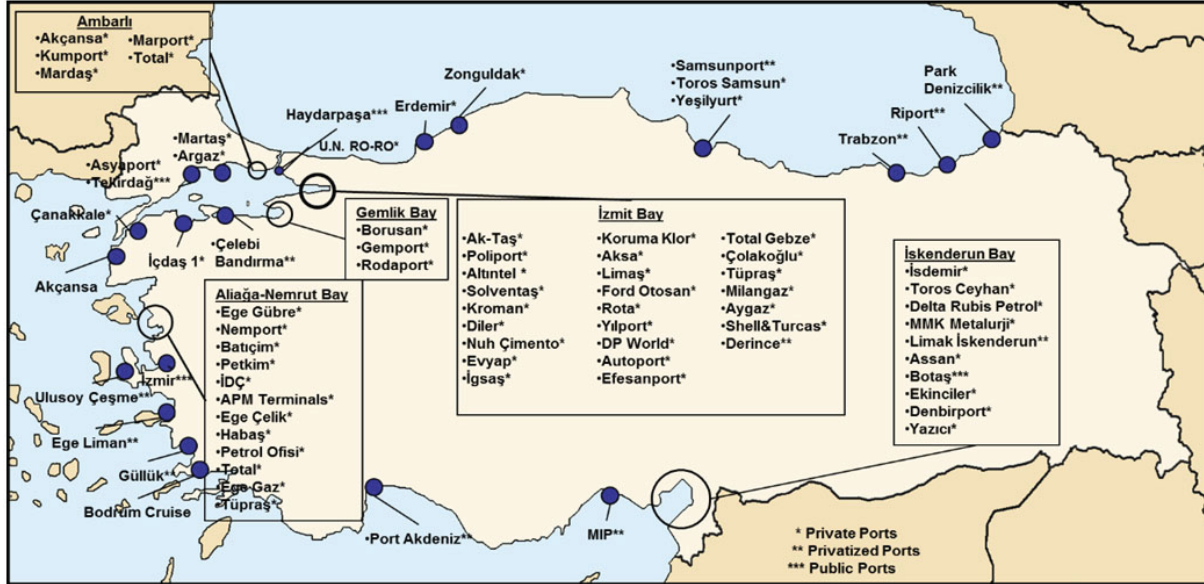 Ambarlı
•Akçansa* •Marport*
•Kumport* •Total*
•Mardaş*
Zonguldak*
Erdemir*
Haydarpaşa***
U.N. RO-RO*
•Samsunport**
•Toros Samsun*
•Yeşilyurt*
Park
Denizcilik**
Riport**
Trabzon**
•Martaş*
•Argaz*
•Asyaport*
•Tekirdağ***
Çanakkale*
İçdaş 1*
•Çelebi
Bandırma**
Akçansa
Gemlik Bay
•Borusan*
•Gemport*
•Rodaport*
İzmit Bay
•Ak-Taş* •Koruma Klor* •Total Gebze*
•Poliport* •Aksa* •Çolakoğlu*
•Altıntel * •Limaş* •Tüpraş*
•Solventaş* •Ford Otosan* •Milangaz*
•Kroman* •Rota* •Aygaz*
•Diler* •Yılport* •Shell&Turcas*
•Nuh Çimento* •DP World* •Derince**
•Evyap* •Autoport*
•İgsaş* •Efesanport*
İskenderun Bay
•İsdemir*
•Toros Ceyhan*
•Delta Rubis Petrol*
•MMK Metalurji*
•Limak İskenderun**
•Assan*
•Botaş***
•Ekinciler*
•Denbirport*
•Yazıcı*
Aliağa-Nemrut Bay
•Ege Gübre*
•Nemport*
•Batıçim*
•Petkim*
•İDÇ*
•APM Terminals*
•Ege Çelik*
•Habaş*
•Petrol Ofisi*
•Total*
•Ege Gaz*
•Tüpraş*
İzmir***
Ulusoy Çeşme**
Ege Liman**
Güllük**
Bodrum Cruise
•Port Akdeniz**
MIP**
* Private Ports
** Privatized Ports
*** Public Ports